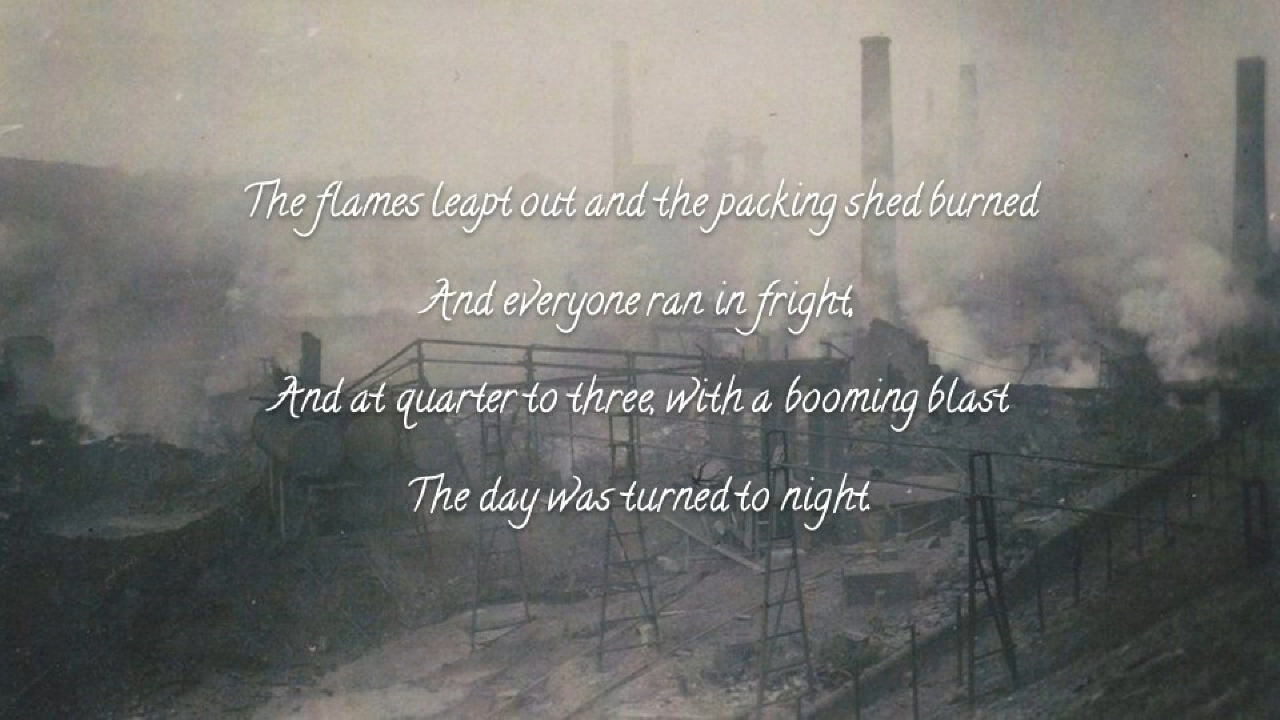 The flames leapt out and the packing shed burned
And everyone ran in fright,
And at quarter to three, with a booming blast
The day was turned to night.